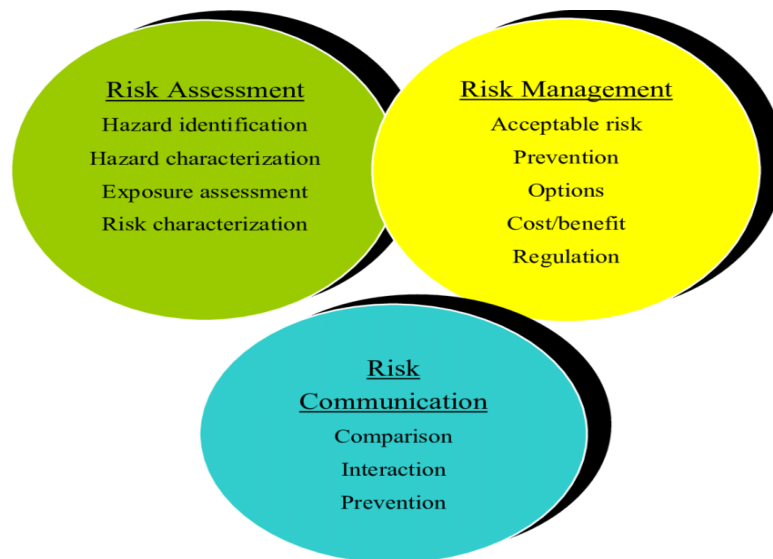 Risk Assessment
Hazard identification
Hazard characterization
Exposure assessment
Risk characterization
Risk Management
Acceptable risk
Prevention
Options
Cost/benefit
Regulation
Risk
Communication
Comparison
Interaction
Prevention